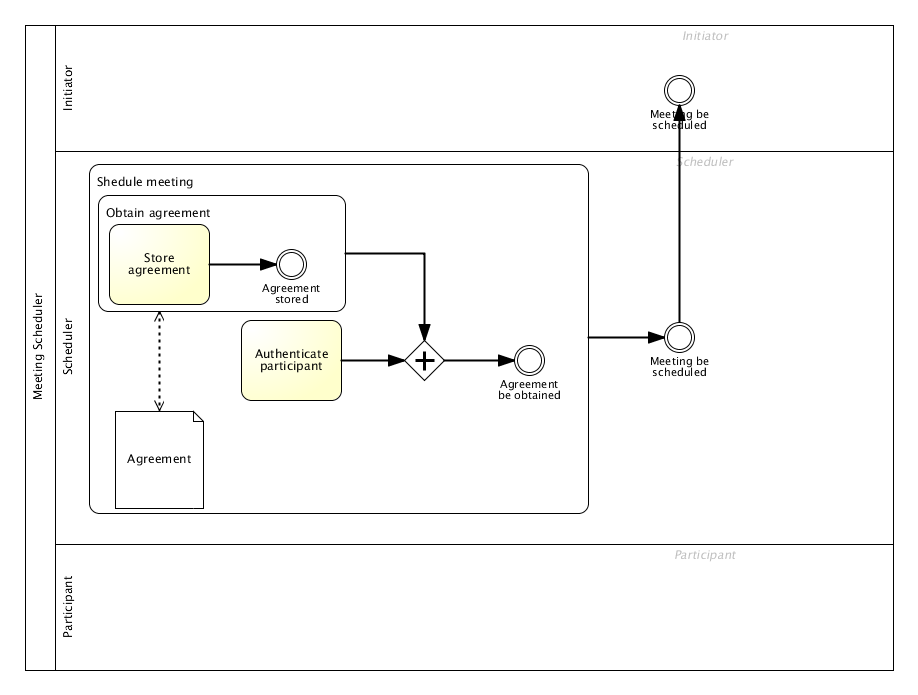 Meeting Scheduler
Initiator
Initiator
Meeting be
scheduled
Scheduler
Scheduler
Shedule meeting
Obtain agreement
Store
agreement
Agreement
stored
Authenticate
participant
Agreement
be obtained
Meeting be
scheduled
Agreement
Participant
Participant